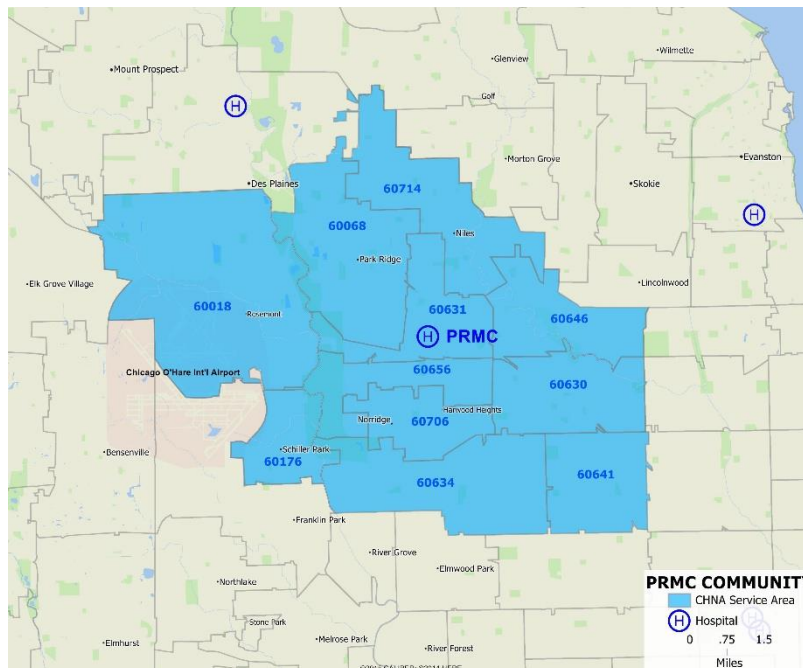 Wilmette
Glenview
Mount Prospect
Golf
H
Morton Grove
Evanston
Des Plaines
Skokie
60714
H
60068
Niles
Park Ridge
Elk Grove Village
Lincolnwood
60018
60631
Rosemont
60646
H PRMC
Chicago O'Hare Int'l Airport
60656
60630
Norridge
Harwood Heights
60706
Bensenville
Schiller Park
60176
60634
60641
Franklin Park
River Grove
Elmwood Park
Northlake
PRMC COMMUNITY
CHNA Service Area
Stone Park
H Hospital
Melrose Park
Elmhurst
River Forest
0 .75 1.5
Miles